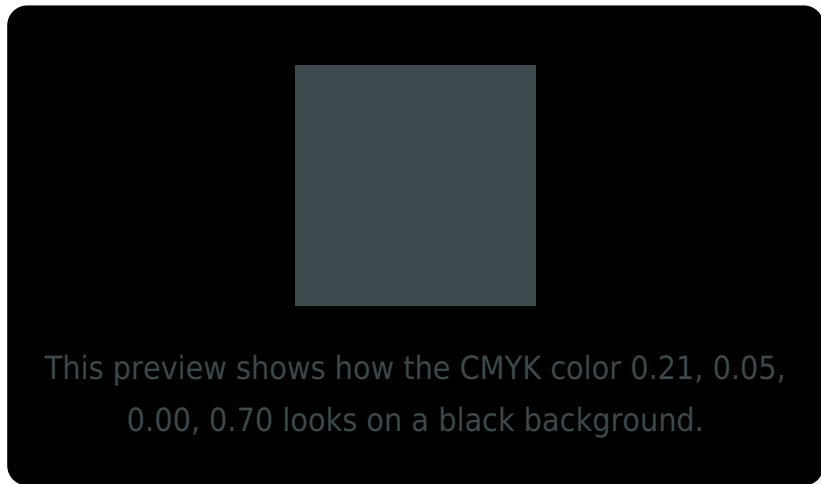 This preview shows how the CMYK color 0.21, 0.05,
0.00, 0.70 looks on a black background.